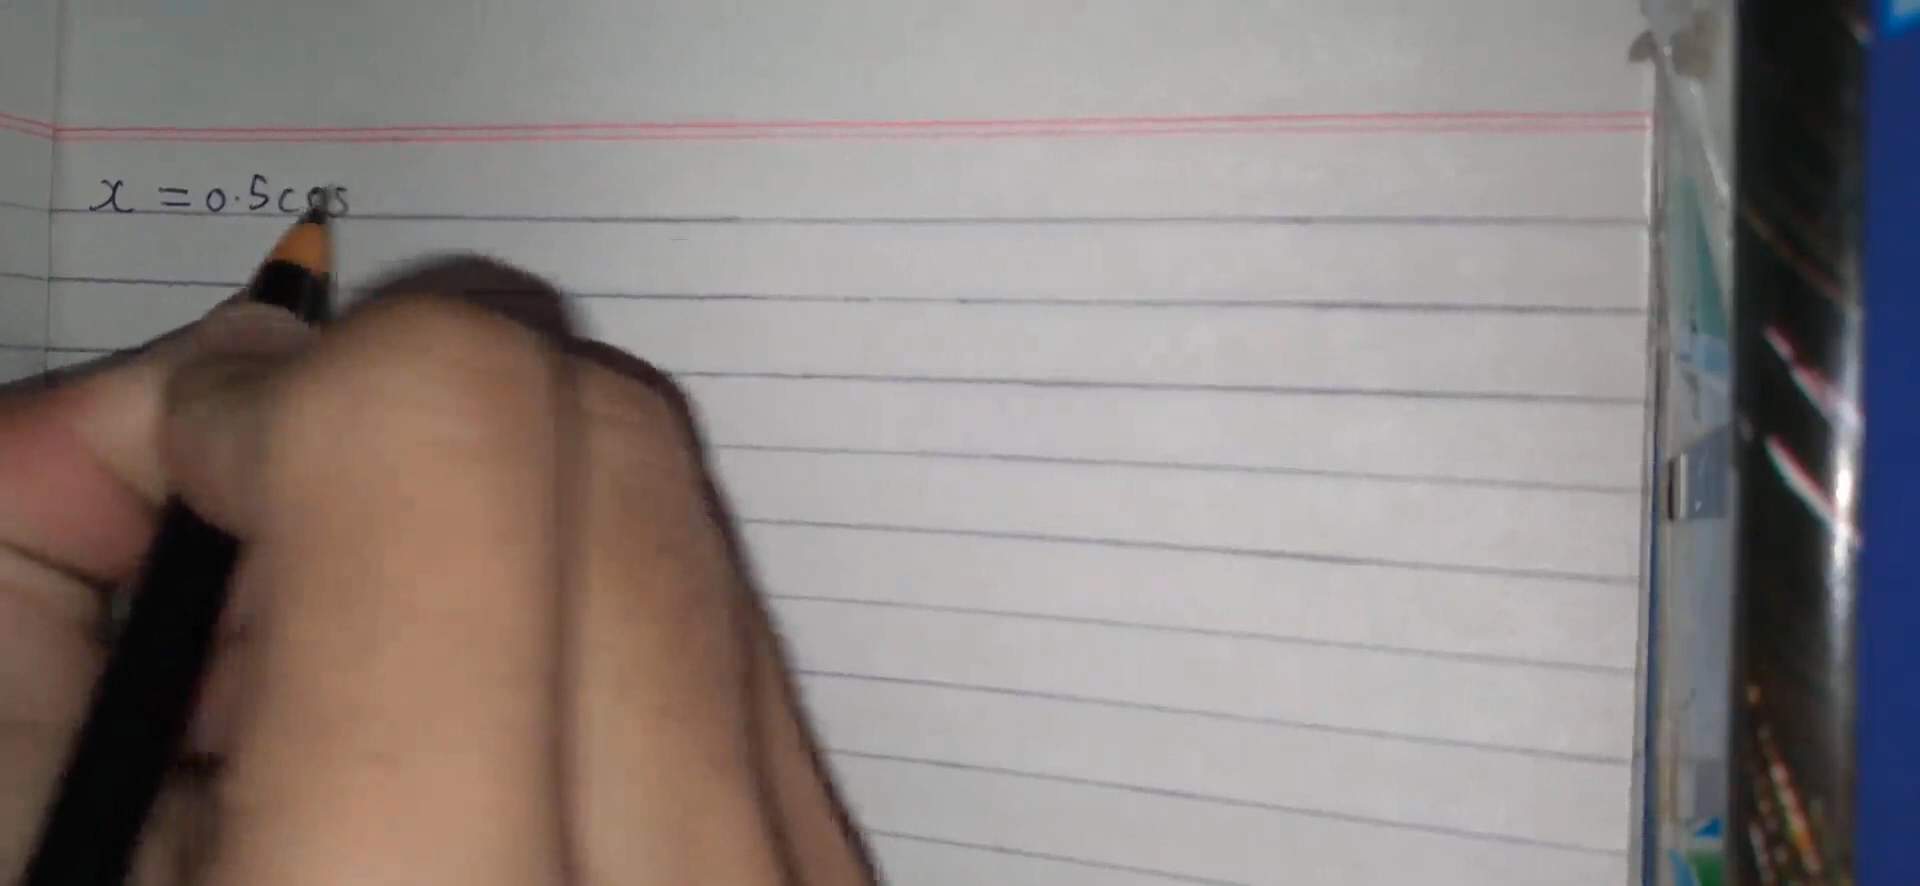 x = 0.5cos